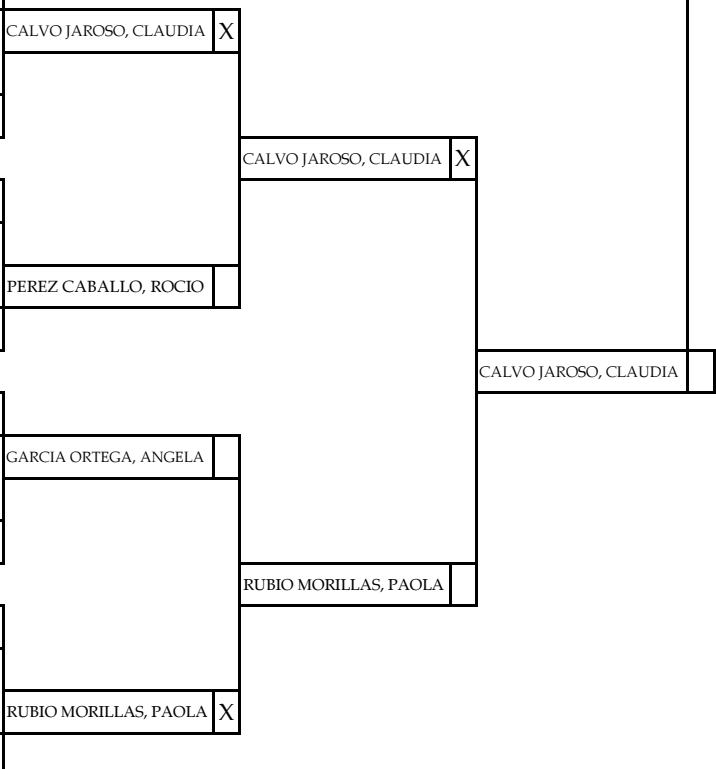 CALVO JAROSO, CLAUDIA X
CALVO JAROSO, CLAUDIA X
PEREZ CABALLO, ROCIO
CALVO JAROSO, CLAUDIA
GARCIA ORTEGA, ANGELA
RUBIO MORILLAS, PAOLA
RUBIO MORILLAS, PAOLA X